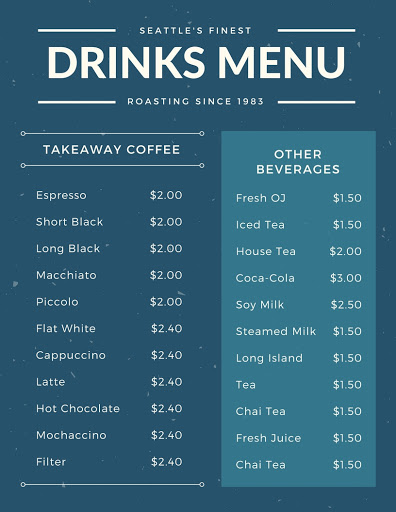 SEATTLE'S FINEST
DRINKS MENU
ROASTING SINCE 1983
TAKEAWAY COFFEE
Espresso $2.00
Short Black $2.00
Long Black $2.00
Macchiato $2.00
Piccolo $2.00
Flat White $2.40
Cappuccino $2.40
Latte $2.40
Hot Chocolate $2.40
Mochaccino $2.40
Filter $2.40
OTHER
BEVERAGES
Fresh OJ $1.50
Iced Tea $1.50
House Tea $2.00
Coca-Cola $3.00
Soy Milk $2.50
Steamed Milk $1.50
Long Island $1.50
Tea $1.50
Chai Tea $1.50
Fresh Juice $1.50
Chai Tea $1.50